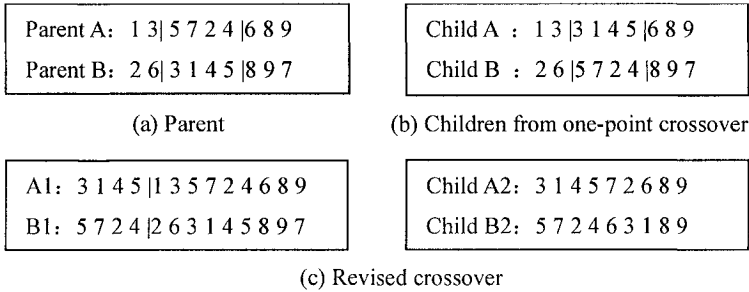 Parent A: 1 3| 5 7 2 4 |6 8 9
Parent B: 2 6| 3 1 4 5 |8 9 7
(a) Parent
Child A : 1 3 |3 1 4 5 |6 8 9
Child B : 2 6 |5 7 2 4 |8 9 7
(b) Children from one-point crossover
A1: 3 1 4 5 |1 3 5 7 2 4 6 8 9
B1: 5 7 2 4 |2 6 3 1 4 5 8 9 7
Child A2: 3 1 4 5 7 2 6 8 9
Child B2: 5 7 2 4 6 3 1 8 9
(c) Revised crossover